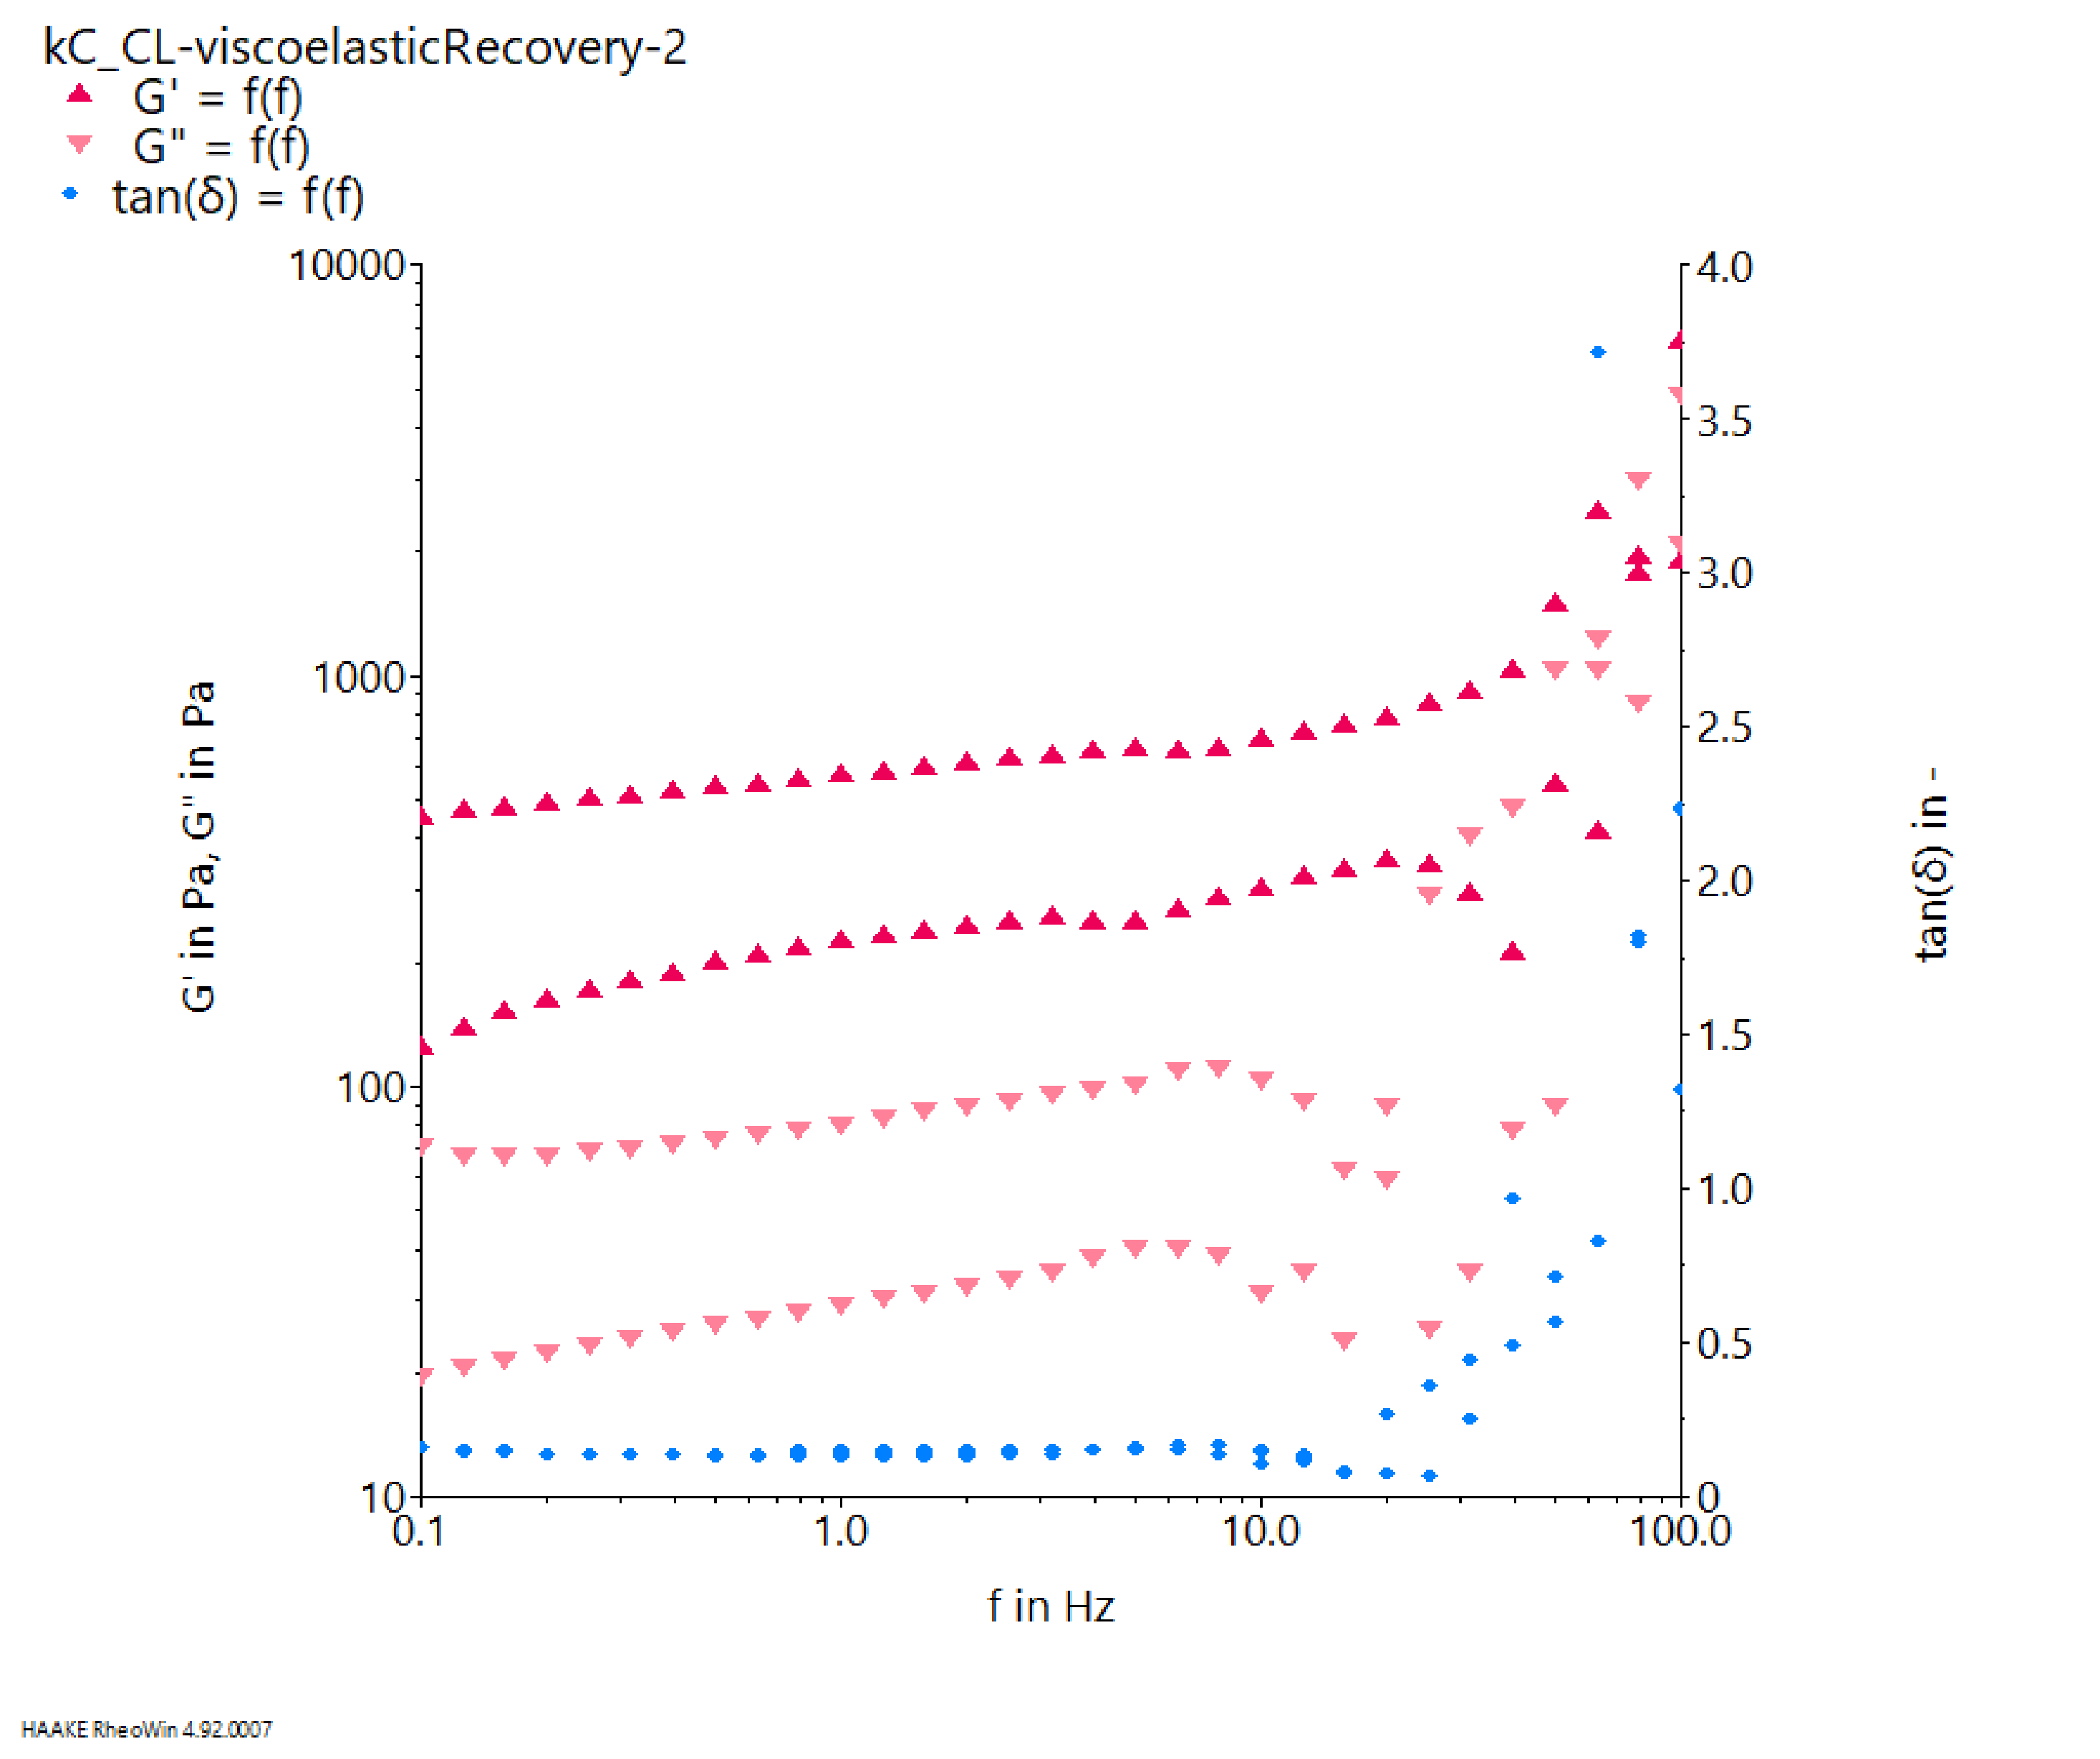 kC_CL-viscoelasticRecovery-2
G' = f(f)
G" = f(f)
tan(δ) = f(f)
10000
1000
100
10
G' in Pa, G" in Pa
4.0
3.5
3.0
2.5
2.0
1.5
1.0
0.5
0
tan(δ) in -
0.1
1.0
10.0
100.0
f in Hz
HAAKE RheoWin 4.92.0007